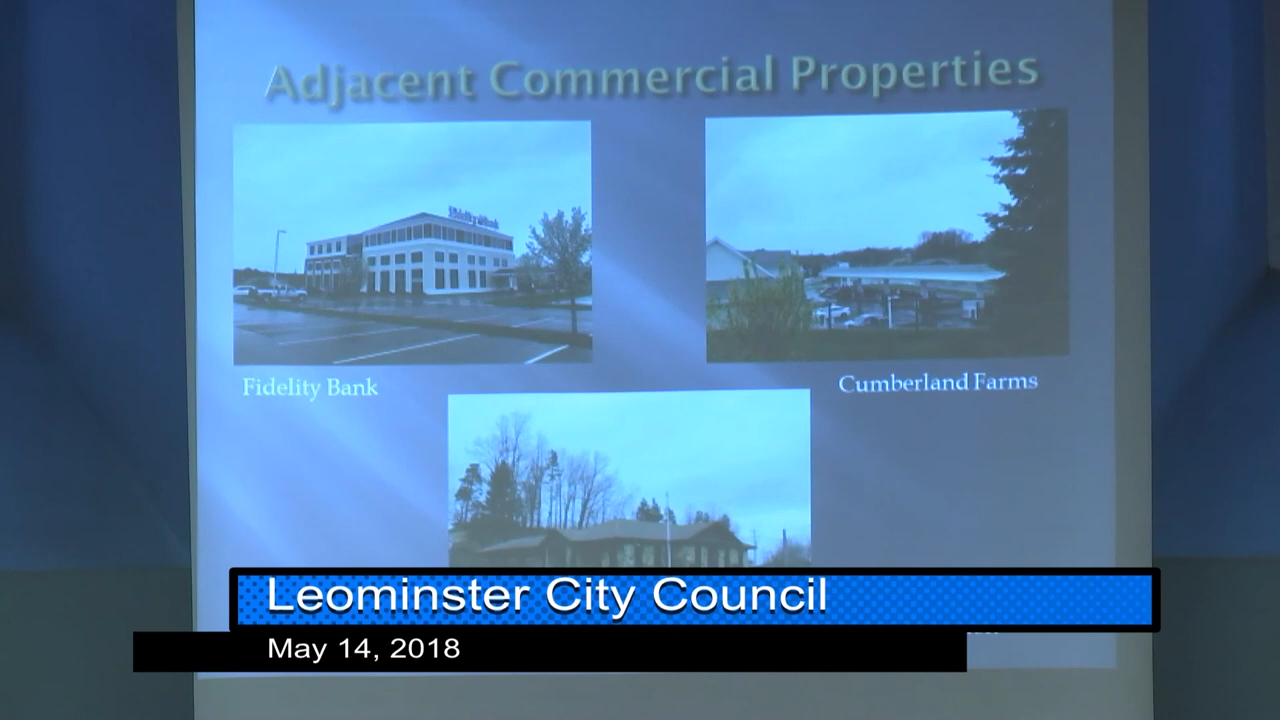 Adjacent Commercial Properties
Fidelity Bank
Cumberland Farms
Leominster City Council
May 14, 2018